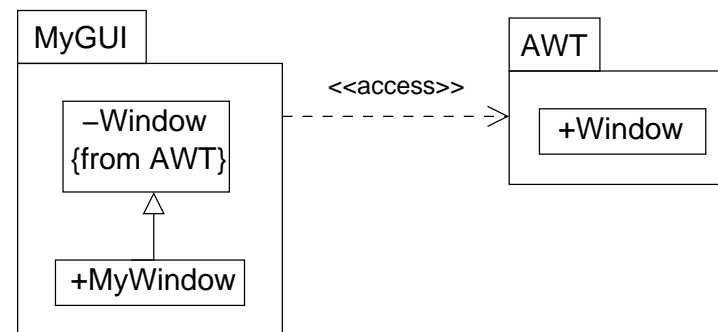 MyGUI
–Window
{from AWT}
+MyWindow
<<access>>
AWT
+Window